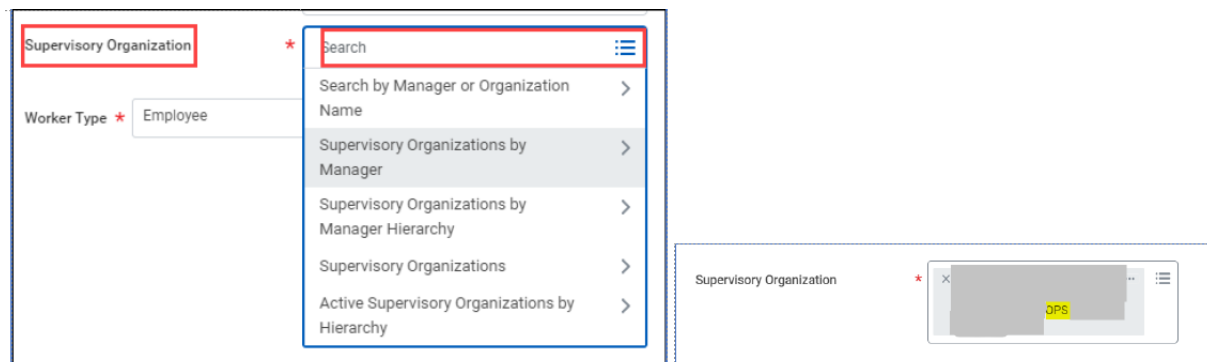 Supervisory Organization *
Search
Search by Manager or Organization
Name
Worker Type * Employee
Supervisory Organizations by
Manager
Supervisory Organizations by
Manager Hierarchy
Supervisory Organizations
Active Supervisory Organizations by
Hierarchy
Supervisory Organization *
OPS